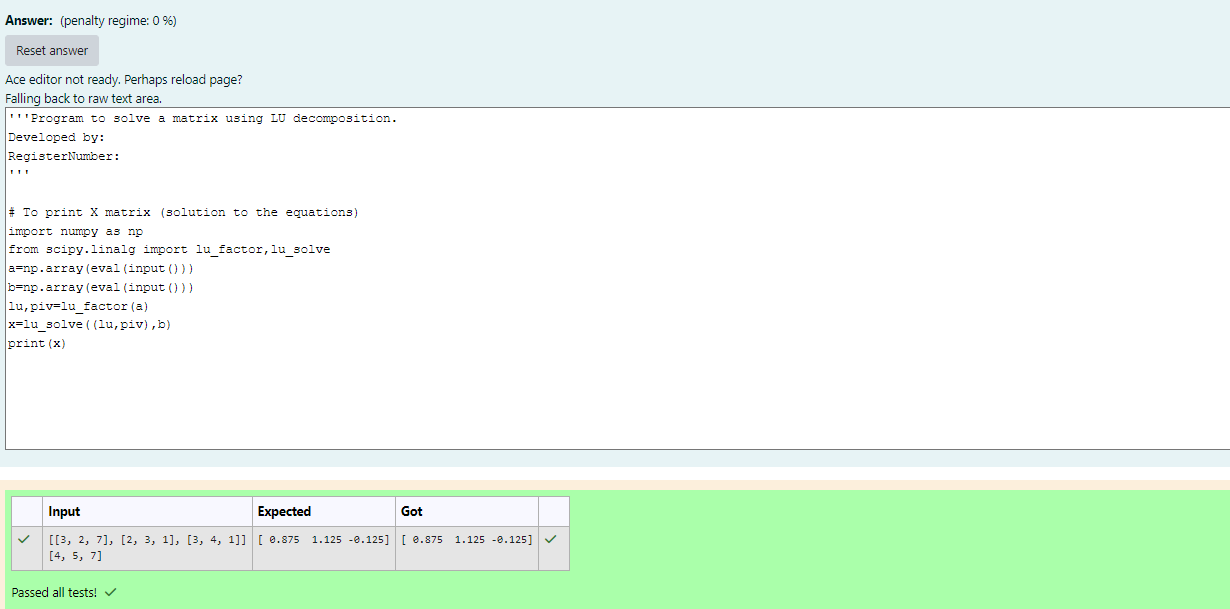 Answer: (penalty regime: 0 %)
Reset answer
Ace editor not ready. Perhaps reload page?
Falling back to raw text area.
'''Program to solve a matrix using LU decomposition.
Developed by:
RegisterNumber:
'''
# To print X matrix (solution to the equations)
import numpy as np
from scipy.linalg import lu_factor,lu_solve
a=np.array(eval(input()))
b=np.array(eval(input()))
lu,piv=lu_factor(a)
x=lu_solve((lu,piv),b)
print(x)
Input Expected Got
[[3, 2, 7], [2, 3, 1], [3, 4, 1]] [ 0.875  1.125 -0.125] [ 0.875  1.125 -0.125]
[4, 5, 7]
Passed all tests!